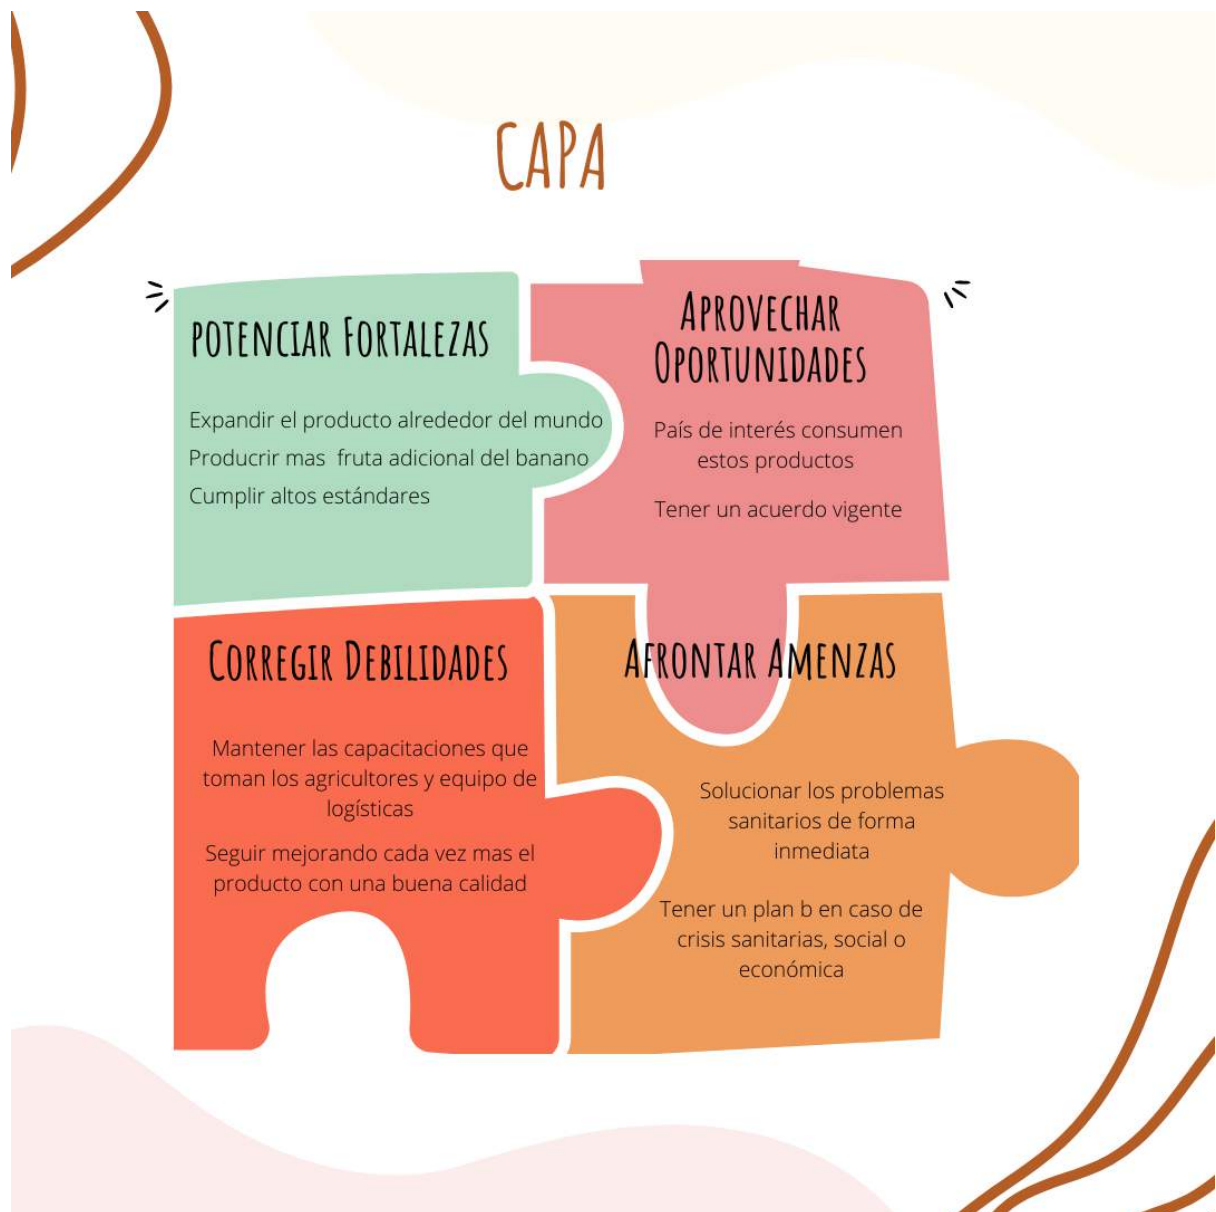 CAPA
POTENCIAR FORTALEZAS
Expandir el producto alrededor del mundo
Producrir mas fruta adicional del banano
Cumplir altos estándares
APROVECHAR
OPORTUNIDADES
País de interés consumen
estos productos
Tener un acuerdo vigente
CORREGIR DEBILIDADES
Mantener las capacitaciones que
toman los agricultores y equipo de
logísticas
Seguir mejorando cada vez mas el
producto con una buena calidad
AFRONTAR AMENZAS
Solucionar los problemas
sanitarios de forma
inmediata
Tener un plan b en caso de
crisis sanitarias, social o
económica